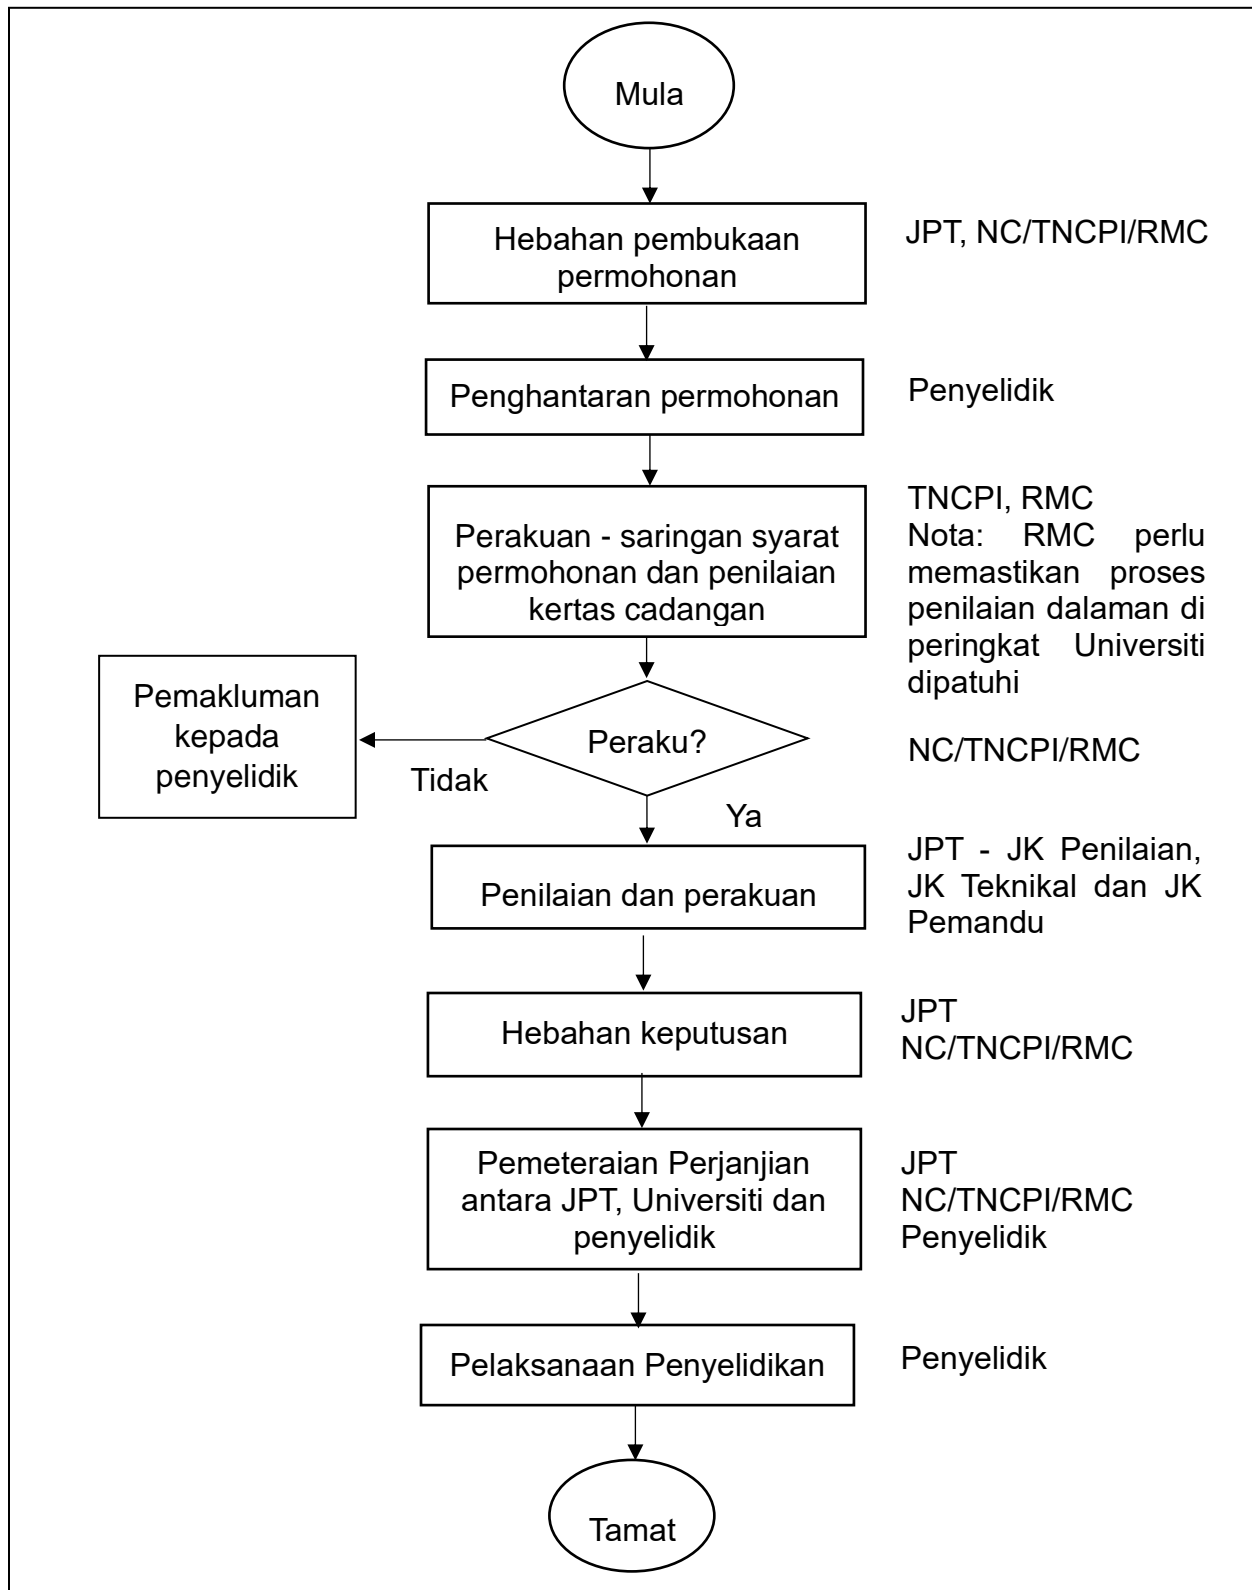 Mula
Hebahan pembukaan
permohonan
JPT, NC/TNCPI/RMC
Penghantaran permohonan
Penyelidik
Perakuan - saringan syarat
permohonan dan penilaian
kertas cadangan
TNCPI, RMC
Nota: RMC perlu
memastikan proses
penilaian dalaman di
peringkat Universiti
dipatuhi
Pemakluman
kepada
penyelidik
Tidak
Peraku?
NC/TNCPI/RMC
Ya
Penilaian dan perakuan
JPT - JK Penilaian,
JK Teknikal dan JK
Pemandu
Hebahan keputusan
JPT
NC/TNCPI/RMC
Pemeteraian Perjanjian
antara JPT, Universiti dan
penyelidik
JPT
NC/TNCPI/RMC
Penyelidik
Pelaksanaan Penyelidikan
Penyelidik
Tamat